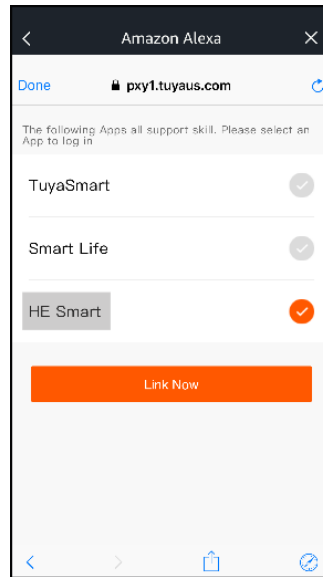 Amazon Alexa
Done
pxy1.tuyaus.com
The following Apps all support skill. Please select an
App to log in
TuyaSmart
Smart Life
HE Smart
Link Now